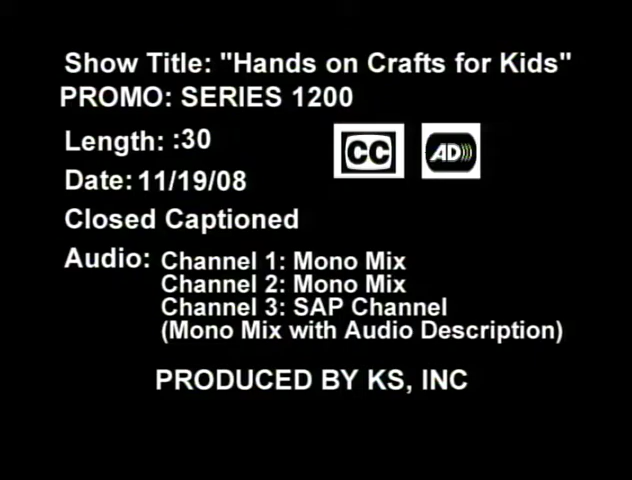 Show Title: "Hands on Crafts for Kids"
PROMO: SERIES 1200
Length: :30
CC AD)))
Date: 11/19/08
Closed Captioned
Audio: Channel 1: Mono Mix
Channel 2: Mono Mix
Channel 3: SAP Channel
(Mono Mix with Audio Description)
PRODUCED BY KS, INC